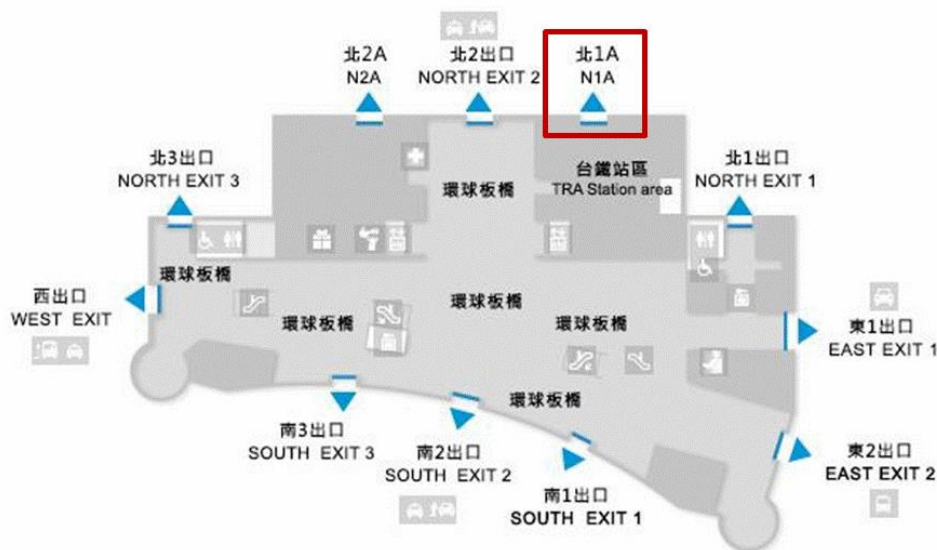 北2A
N2A
北2出口
NORTH EXIT 2
北1A
N1A
北3出口
NORTH EXIT 3
環球板橋
台鐵站區
TRA Station area
北1出口
NORTH EXIT 1
環球板橋
西出口
WEST EXIT
環球板橋
環球板橋
環球板橋
東1出口
EAST EXIT 1
環球板橋
南3出口
SOUTH EXIT 3
南2出口
SOUTH EXIT 2
南1出口
SOUTH EXIT 1
東2出口
EAST EXIT 2